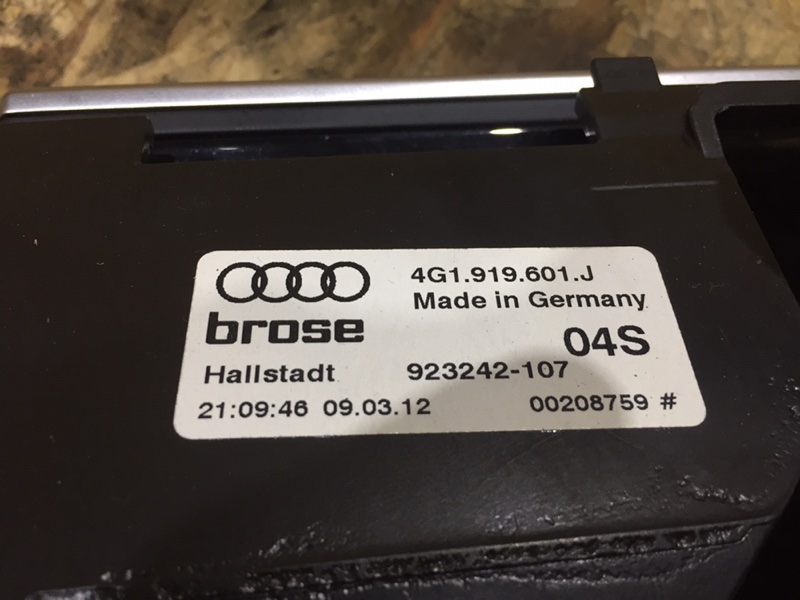 4G1.919.601.J
Made in Germany
brose
04S
Hallstadt 923242-107
21:09:46 09.03.12 00208759 #